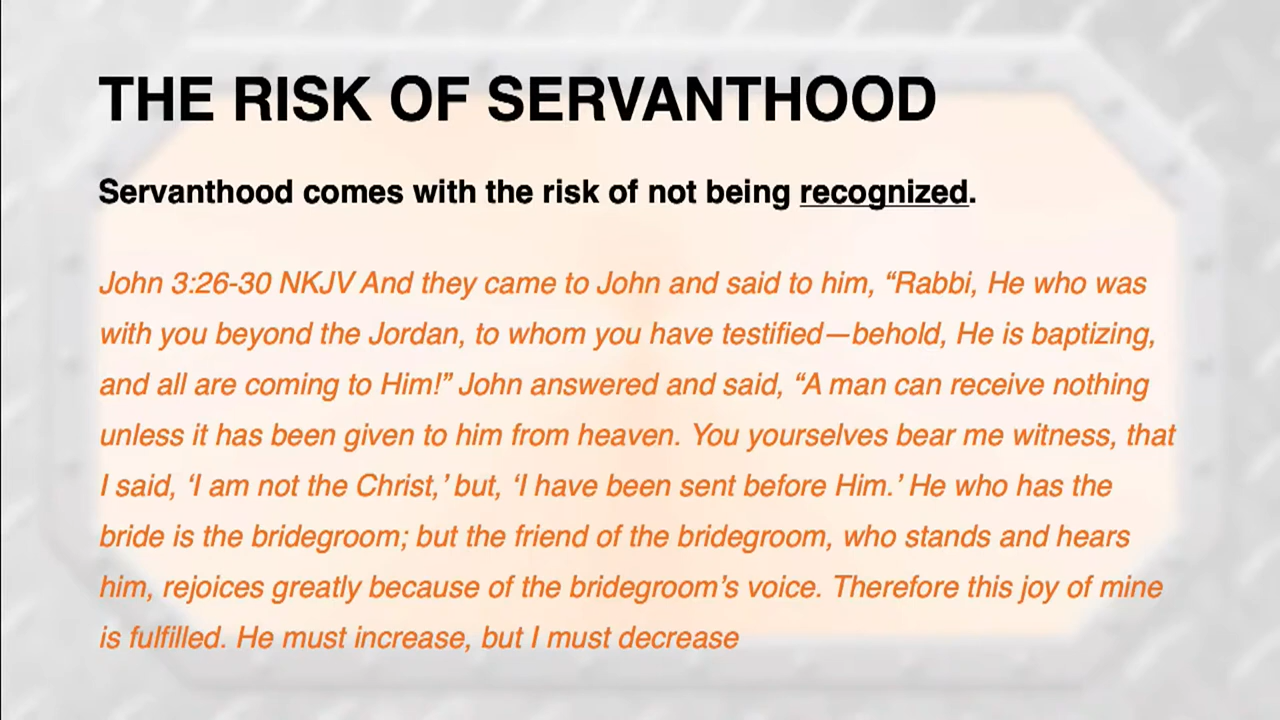 THE RISK OF SERVANTHOOD
Servanthood comes with the risk of not being recognized.
John 3:26-30 NKJV And they came to John and said to him, “Rabbi, He who was
with you beyond the Jordan, to whom you have testified—behold, He is baptizing,
and all are coming to Him!” John answered and said, “A man can receive nothing
unless it has been given to him from heaven. You yourselves bear me witness, that
I said, ‘I am not the Christ,’ but, ‘I have been sent before Him.’ He who has the
bride is the bridegroom; but the friend of the bridegroom, who stands and hears
him, rejoices greatly because of the bridegroom’s voice. Therefore this joy of mine
is fulfilled. He must increase, but I must decrease